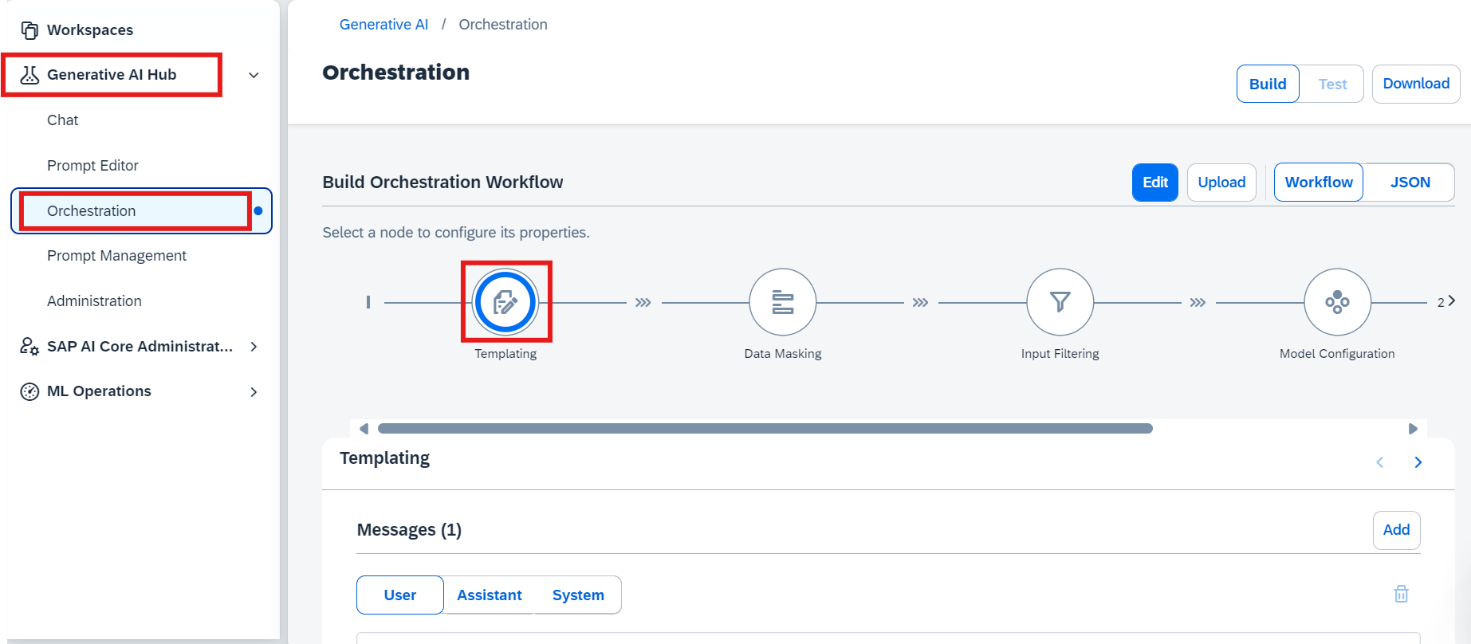 Workspaces
Generative AI Hub
Chat
Prompt Editor
Orchestration
Prompt Management
Administration
SAP AI Core Administrat...
ML Operations
Generative AI / Orchestration
Orchestration
Build Test Download
Build Orchestration Workflow
Edit Upload Workflow JSON
Select a node to configure its properties.
2
Templating Data Masking Input Filtering Model Configuration
Templating
Messages (1)
Add
User Assistant System